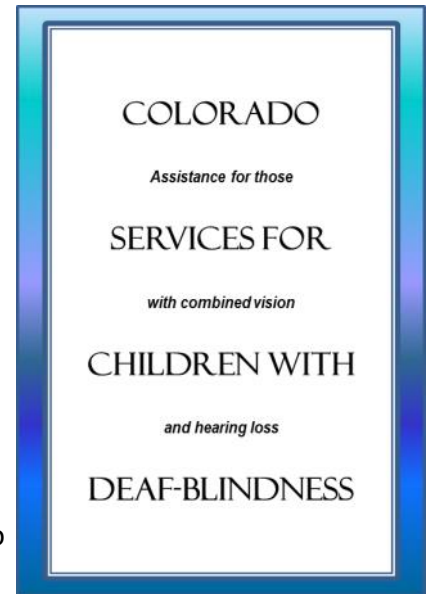 COLORADO
Assistance for those
SERVICES FOR
with combined vision
CHILDREN WITH
and hearing loss
DEAF-BLINDNESS
o